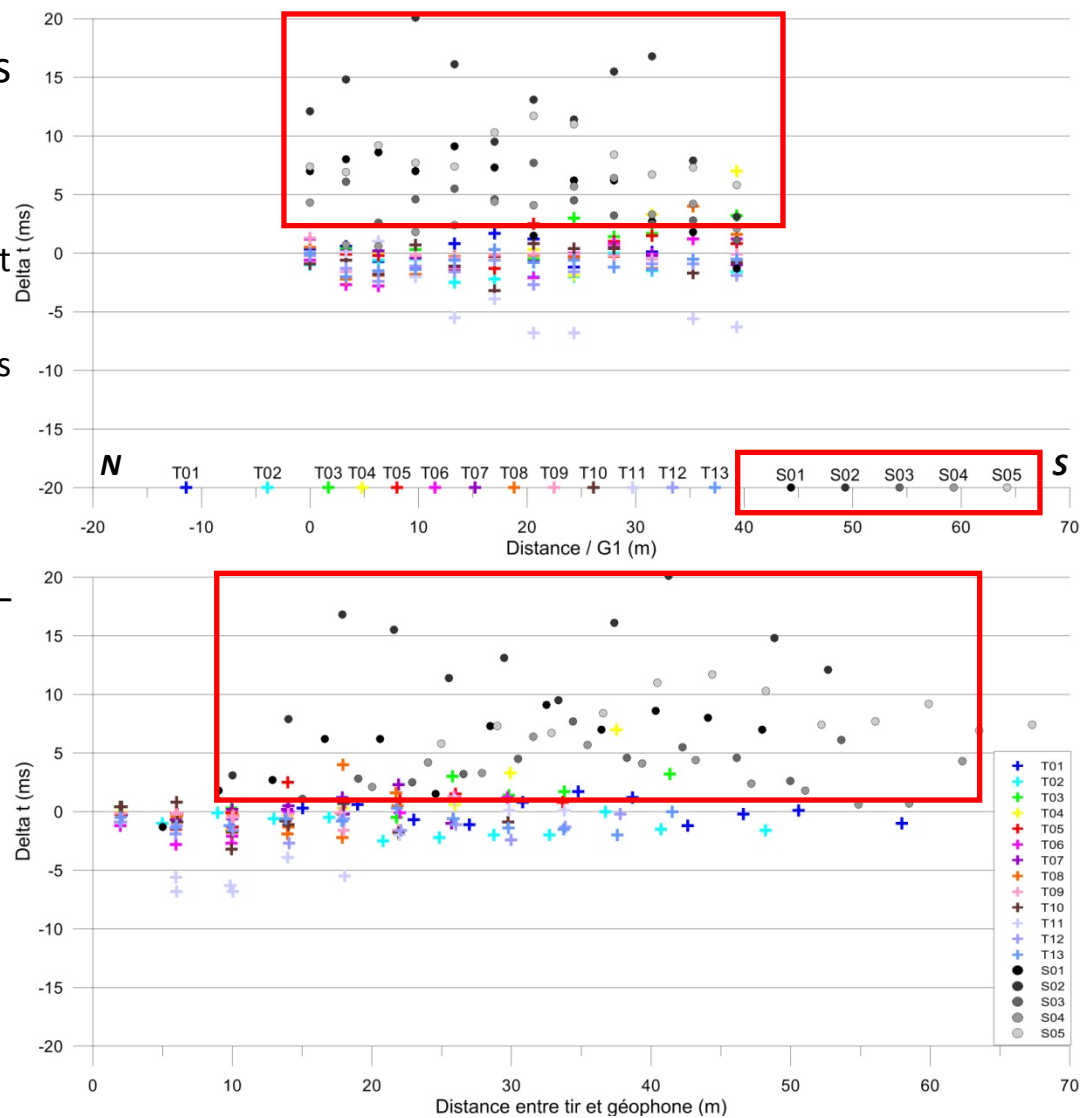 S
t
s
–
20
15
10
5
0
-5
-10
-15
-20
Delta t (ms)
N
T01 T02 T03 T04 T05 T06 T07 T08 T09 T10 T11 T12 T13 S01 S02 S03 S04 S05
S
-20 -10 0 10 20 30 40 50 60 70
Distance / G1 (m)
20
15
10
5
0
-5
-10
-15
-20
Delta t (ms)
T01
T02
T03
T04
T05
T06
T07
T08
T09
T10
T11
T12
T13
S01
S02
S03
S04
S05
0 10 20 30 40 50 60 70
Distance entre tir et géophone (m)